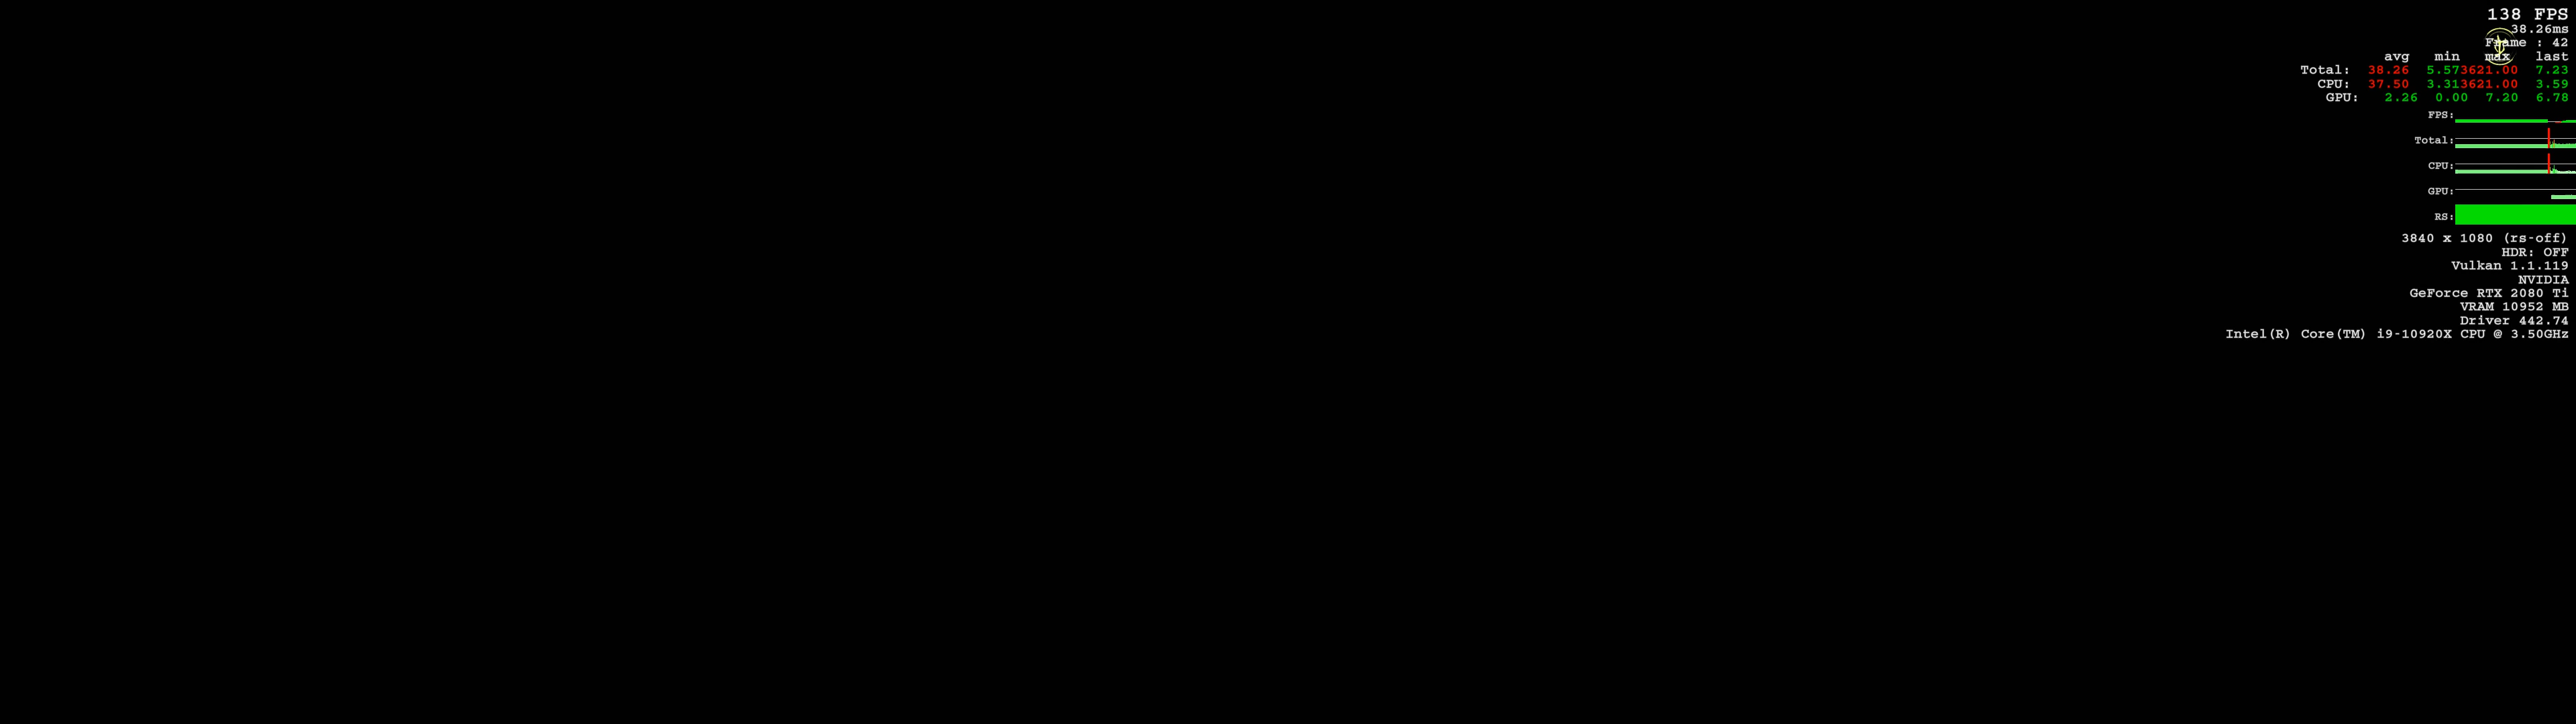 138 FPS
38.26ms
Frame : 42
avg min max last
Total: 38.26 5.573621.00 7.23
CPU: 37.50 3.313621.00 3.59
GPU: 2.26 0.00 7.20 6.78
FPS:
Total:
CPU:
GPU:
RS:
3840 x 1080 (rs-off)
HDR: OFF
Vulkan 1.1.119
NVIDIA
GeForce RTX 2080 Ti
VRAM 10952 MB
Driver 442.74
Intel(R) Core(TM) i9-10920X CPU @ 3.50GHz